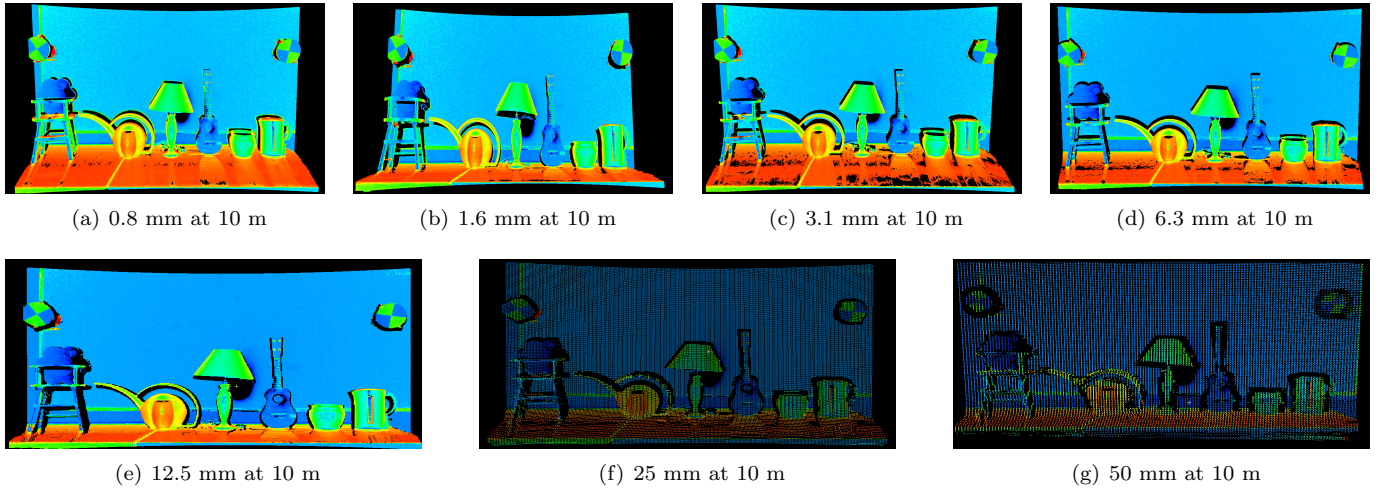 (a) 0.8 mm at 10 m
(b) 1.6 mm at 10 m
(c) 3.1 mm at 10 m
(d) 6.3 mm at 10 m
(e) 12.5 mm at 10 m
(f) 25 mm at 10 m
(g) 50 mm at 10 m